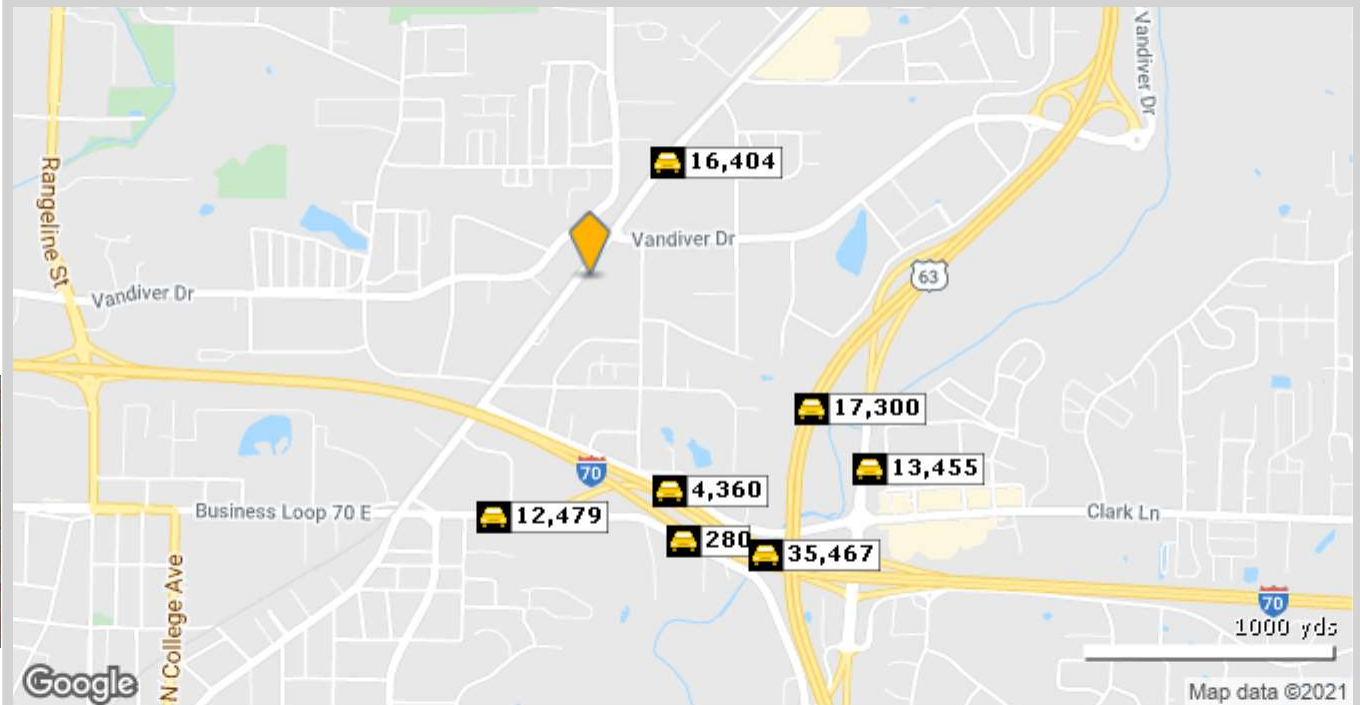 Vandiver Dr
16,404
Rangeline St
Vandiver Dr
63
Vandiver Dr
17,300
13,455
70
4,360
Business Loop 70 E
12,479
Clark Ln
280
35,467
N College Ave
70
1000 yds
Google
Map data ©2021